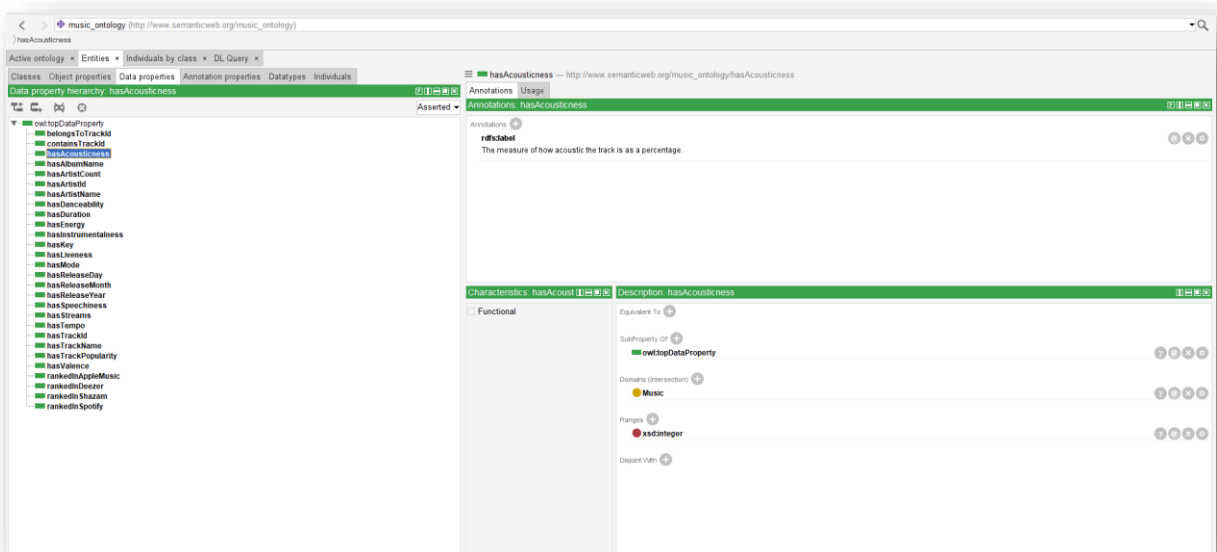 music_ontology (http://www.semanticweb.org/music_ontology)
hasAcousticness
Active ontology × Entities × Individuals by class × DL Query ×
Classes Object properties Data properties Annotation properties Datatypes Individuals
Data property hierarchy: hasAcousticness
Asserted
owl:topDataProperty
belongsToTrackId
containsTrackId
hasAcousticness
hasAlbumName
hasArtistCount
hasArtistId
hasArtistName
hasDanceability
hasDuration
hasEnergy
hasInstrumentalness
hasKey
hasLiveness
hasMode
hasReleaseDay
hasReleaseMonth
hasReleaseYear
hasSpeechiness
hasStreams
hasTempo
hasTrackId
hasTrackName
hasTrackPopularity
hasValence
rankedInAppleMusic
rankedInDeezer
rankedInShazam
rankedInSpotify
hasAcousticness — http://www.semanticweb.org/music_ontology/hasAcousticness
Annotations Usage
Annotations: hasAcousticness
Annotations
rdfs:label
The measure of how acoustic the track is as a percentage.
Characteristics: hasAcoust
Functional
Description: hasAcousticness
Equivalent To
SubProperty Of
owl:topDataProperty
Domains (intersection)
Music
Ranges
xsd:integer
Disjoint With